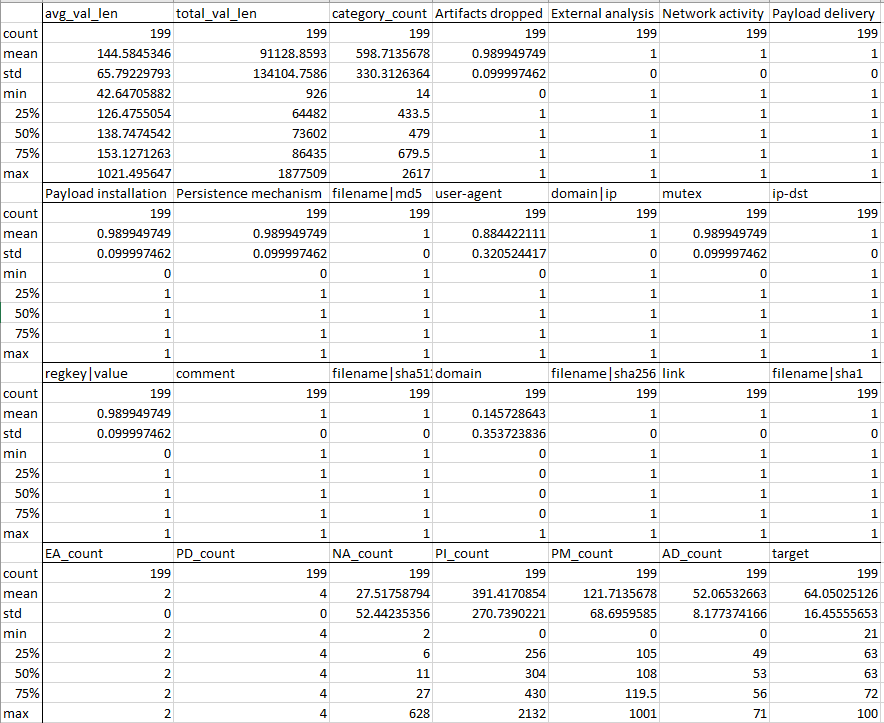 avg_val_len total_val_len category_count Artifacts dropped External analysis Network activity Payload delivery
count 199 199 199 199 199 199 199
mean 144.5845346 91128.8593 598.7135678 0.989949749 1 1 1
std 65.79229793 134104.7586 330.3126364 0.099997462 0 0 0
min 42.64705882 926 14 0 1 1 1
25% 126.4755054 64482 433.5 1 1 1 1
50% 138.7474542 73602 479 1 1 1 1
75% 153.1271263 86435 679.5 1 1 1 1
max 1021.495647 1877509 2617 1 1 1 1
Payload installation Persistence mechanism filename|md5 user-agent domain|ip mutex ip-dst
count 199 199 199 199 199 199 199
mean 0.989949749 0.989949749 1 0.884422111 1 0.989949749 1
std 0.099997462 0.099997462 0 0.320524417 0 0.099997462 0
min 0 0 1 0 1 0 1
25% 1 1 1 1 1 1 1
50% 1 1 1 1 1 1 1
75% 1 1 1 1 1 1 1
max 1 1 1 1 1 1 1
regkey|value comment filename|sha51 domain filename|sha256 link filename|sha1
count 199 199 199 199 199 199 199
mean 0.989949749 1 1 0.145728643 1 1 1
std 0.099997462 0 0 0.353723836 0 0 0
min 0 1 1 0 1 1 1
25% 1 1 1 0 1 1 1
50% 1 1 1 0 1 1 1
75% 1 1 1 0 1 1 1
max 1 1 1 1 1 1 1
EA_count PD_count NA_count PI_count PM_count AD_count target
count 199 199 199 199 199 199 199
mean 2 4 27.51758794 391.4170854 121.7135678 52.06532663 64.05025126
std 0 0 52.44235356 270.7390221 68.6959585 8.177374166 16.45555653
min 2 4 2 0 0 0 21
25% 2 4 6 256 105 49 63
50% 2 4 11 304 108 53 63
75% 2 4 27 430 119.5 56 72
max 2 4 628 2132 1001 71 100